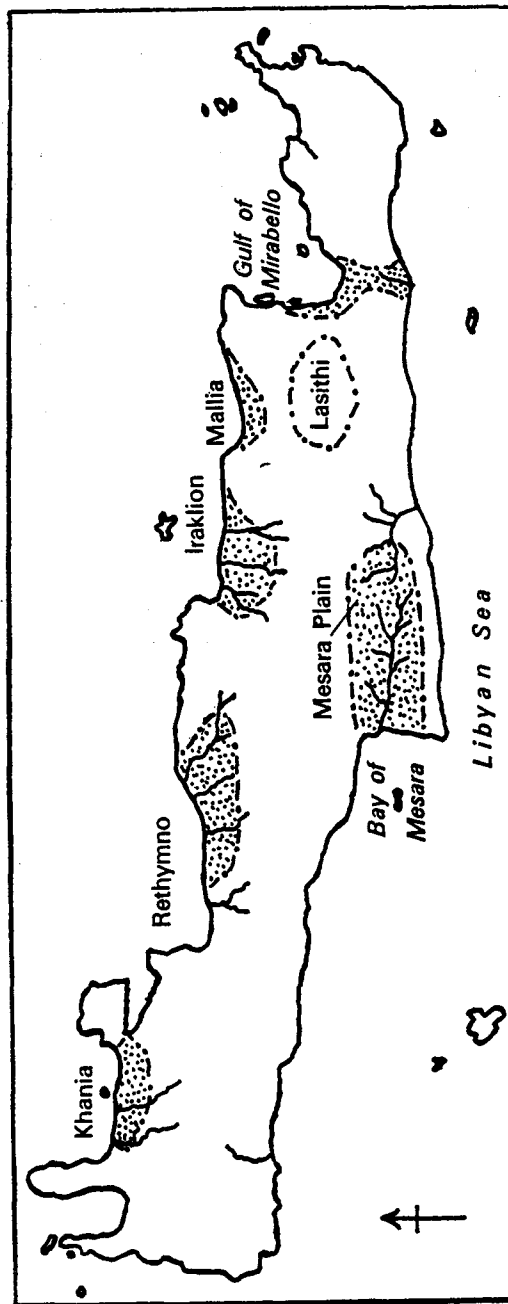 Khania
Rethymno
Iraklion
Mallia
Gulf of
Mirabello
Lasithi
Mesara Plain
Bay of
Mesara
Libyan Sea